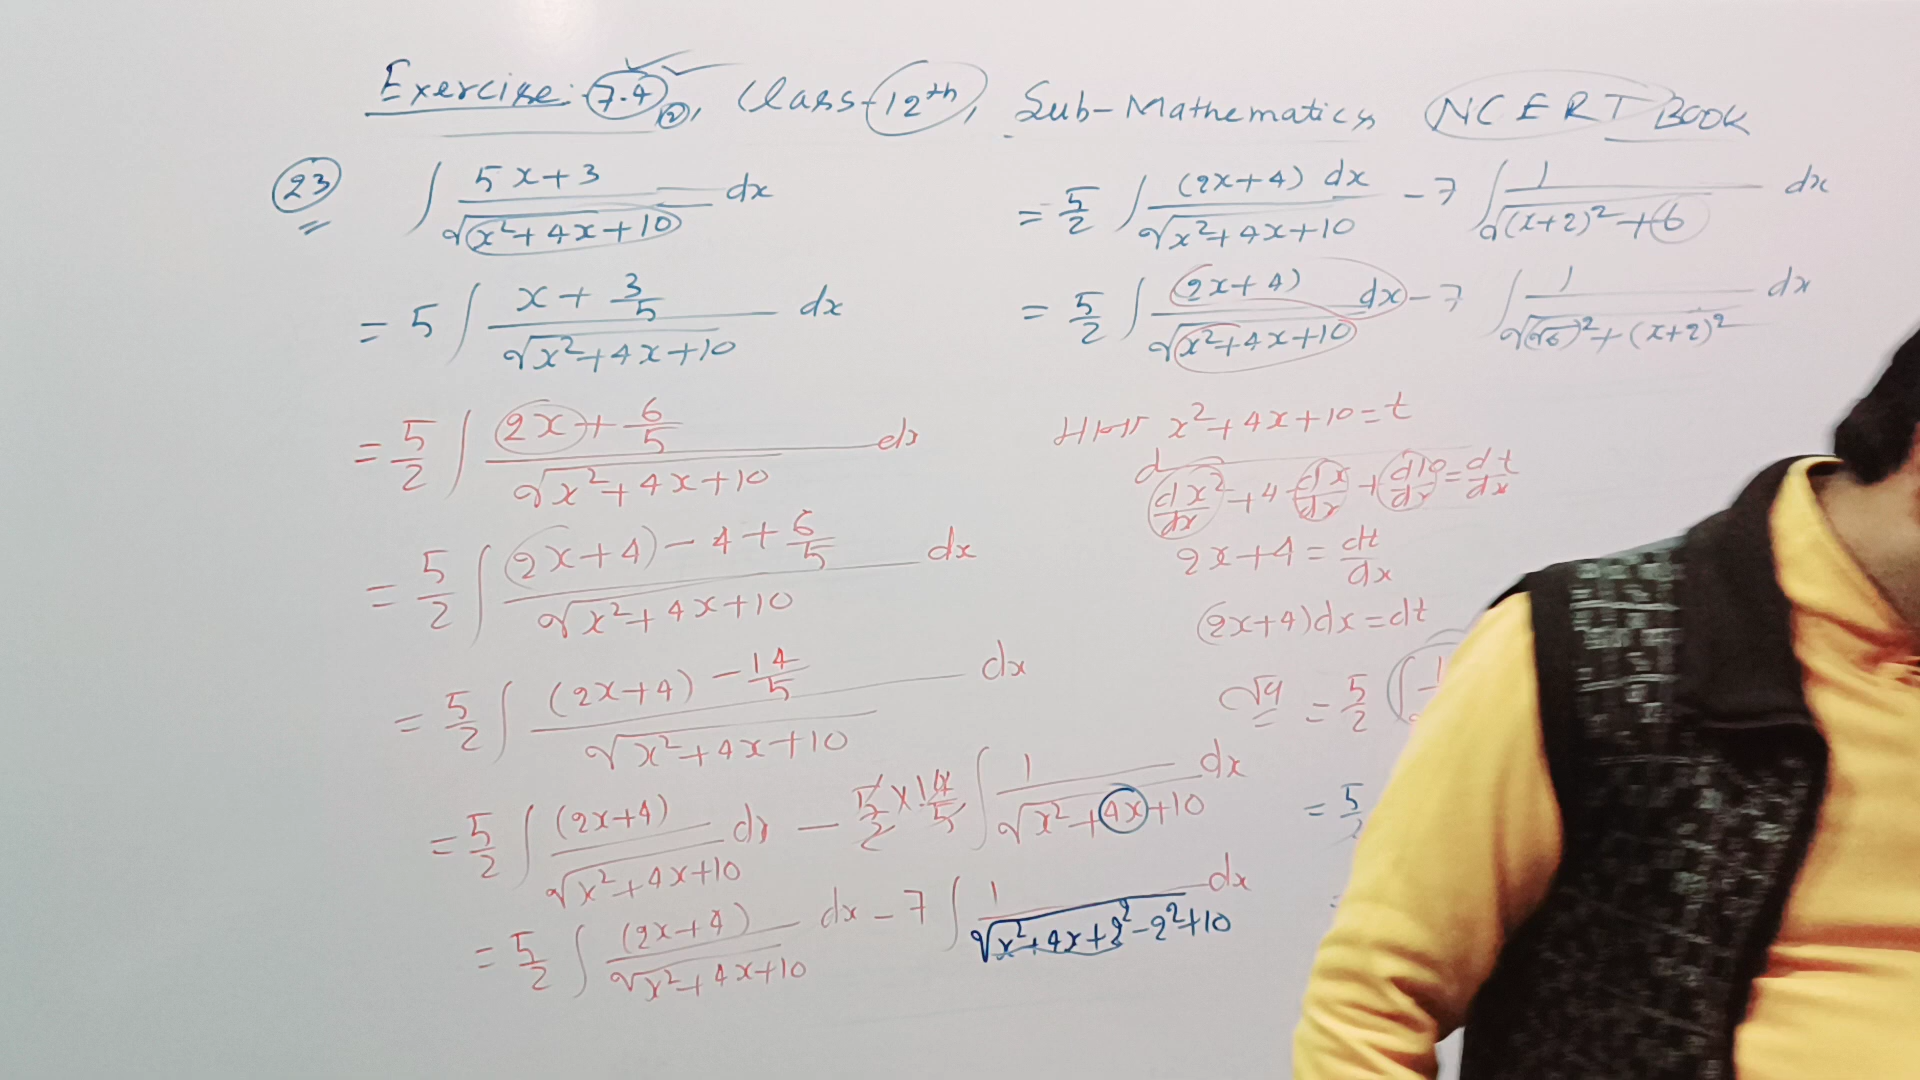 Exercise: 7.4 (2), Class-12th, Sub-Mathematics NCERT BOOK
(23) ∫ (5x+3)/√(x²+4x+10) dx
= 5 ∫ (x+3/5)/√(x²+4x+10) dx
= 5/2 ∫ (2x+6/5)/√(x²+4x+10) dx
= 5/2 ∫ ((2x+4)-4+6/5)/√(x²+4x+10) dx
= 5/2 ∫ ((2x+4)-14/5)/√(x²+4x+10) dx
= 5/2 ∫ (2x+4)/√(x²+4x+10) dx - 5/2 × 14/5 ∫ 1/√(x²+4x+10) dx
= 5/2 ∫ (2x+4)/√(x²+4x+10) dx - 7 ∫ 1/√(x²+4x+2²-2²+10) dx
= 5/2 ∫ (2x+4) dx/√(x²+4x+10) - 7 ∫ 1/√((x+2)²+6) dx
= 5/2 ∫ (2x+4)/√(x²+4x+10) dx - 7 ∫ 1/√((√6)²+(x+2)²) dx
x²+4x+10=t
d
dx²/dx + 4 dx/dx + d10/dx = dt/dx
2x+4 = dt/dx
(2x+4)dx=dt
= 5/2 ∫ 1
= 5